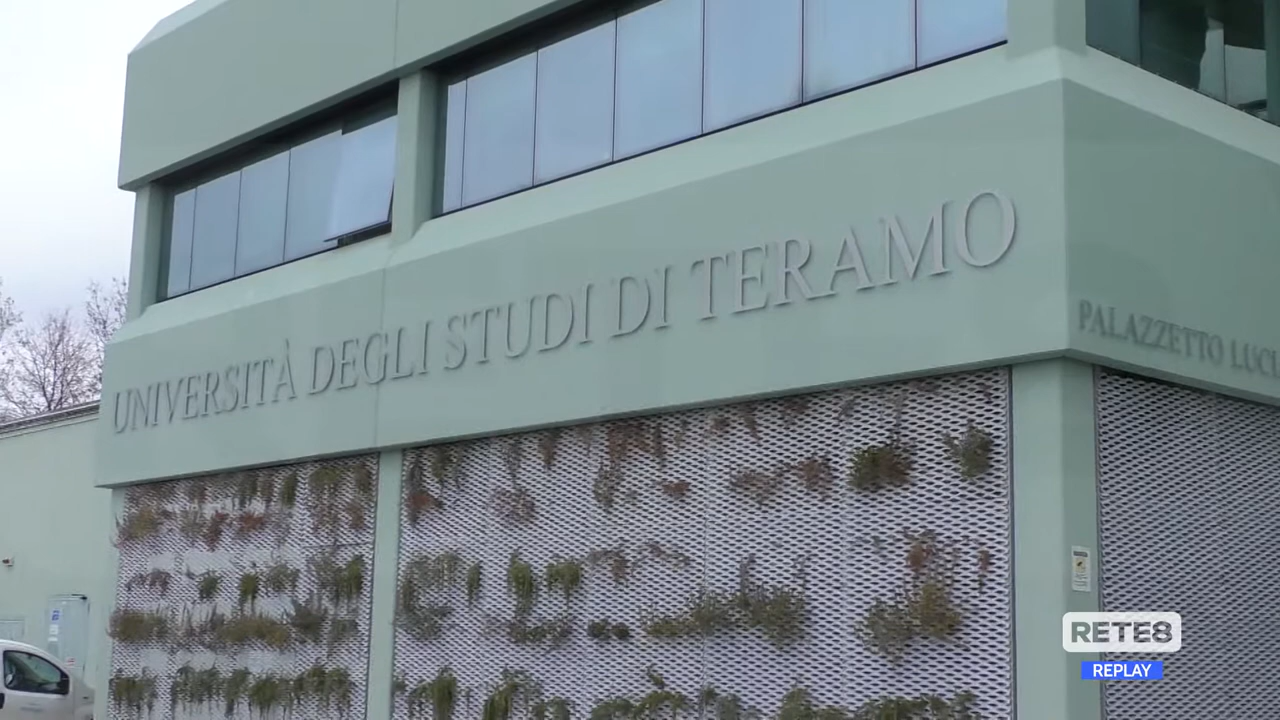 UNIVERSITÀ DEGLI STUDI DI TERAMO
PALAZZETTO
RETE8
REPLAY